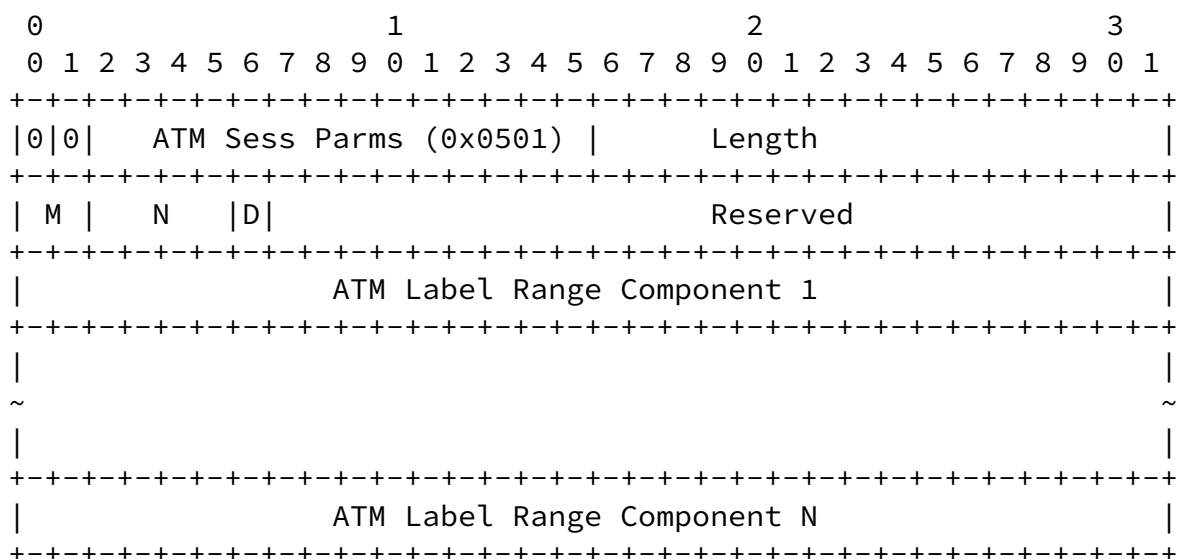 0                   1                   2                   3
 0 1 2 3 4 5 6 7 8 9 0 1 2 3 4 5 6 7 8 9 0 1 2 3 4 5 6 7 8 9 0 1
+-+-+-+-+-+-+-+-+-+-+-+-+-+-+-+-+-+-+-+-+-+-+-+-+-+-+-+-+-+-+-+-+
|0|0|   ATM Sess Parms (0x0501) |      Length                   |
+-+-+-+-+-+-+-+-+-+-+-+-+-+-+-+-+-+-+-+-+-+-+-+-+-+-+-+-+-+-+-+-+
| M |   N   |D|                        Reserved                 |
+-+-+-+-+-+-+-+-+-+-+-+-+-+-+-+-+-+-+-+-+-+-+-+-+-+-+-+-+-+-+-+-+
|                 ATM Label Range Component 1                   |
+-+-+-+-+-+-+-+-+-+-+-+-+-+-+-+-+-+-+-+-+-+-+-+-+-+-+-+-+-+-+-+-+
|                                                               |
~                                                               ~
|                                                               |
+-+-+-+-+-+-+-+-+-+-+-+-+-+-+-+-+-+-+-+-+-+-+-+-+-+-+-+-+-+-+-+-+
|                 ATM Label Range Component N                   |
+-+-+-+-+-+-+-+-+-+-+-+-+-+-+-+-+-+-+-+-+-+-+-+-+-+-+-+-+-+-+-+-+